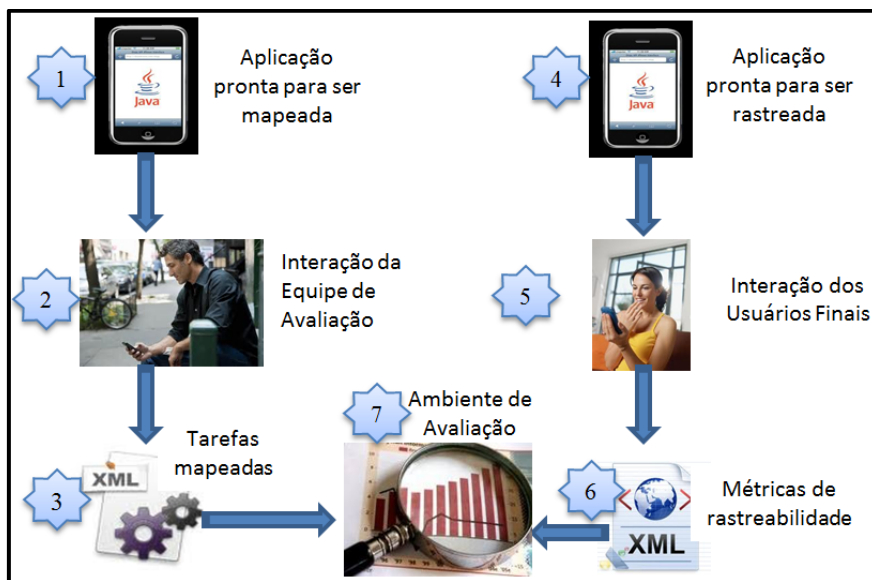 1
Aplicação
pronta para ser
mapeada
Java
2
Interação da
Equipe de
Avaliação
3
Tarefas
mapeadas
XML
4
Aplicação
pronta para ser
rastreada
Java
5
Interação dos
Usuários Finais
6
Métricas de
rastreabilidade
XML
7
Ambiente de
Avaliação